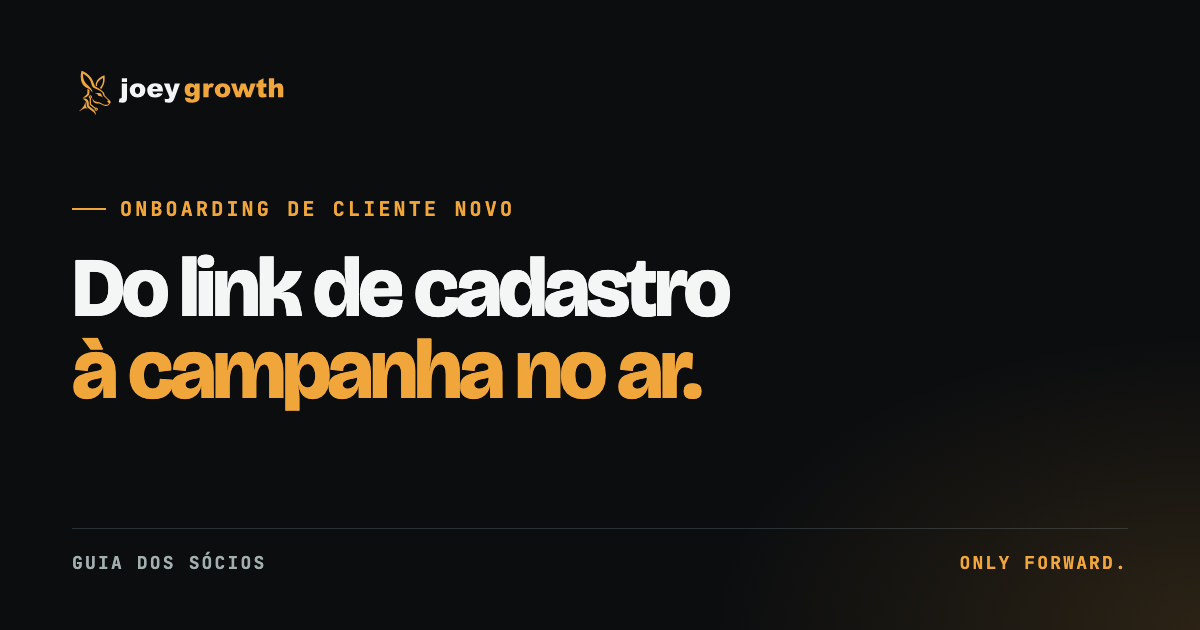 joey growth
ONBOARDING DE CLIENTE NOVO
Do link de cadastro
à campanha no ar.
GUIA DOS SÓCIOS
ONLY FORWARD.